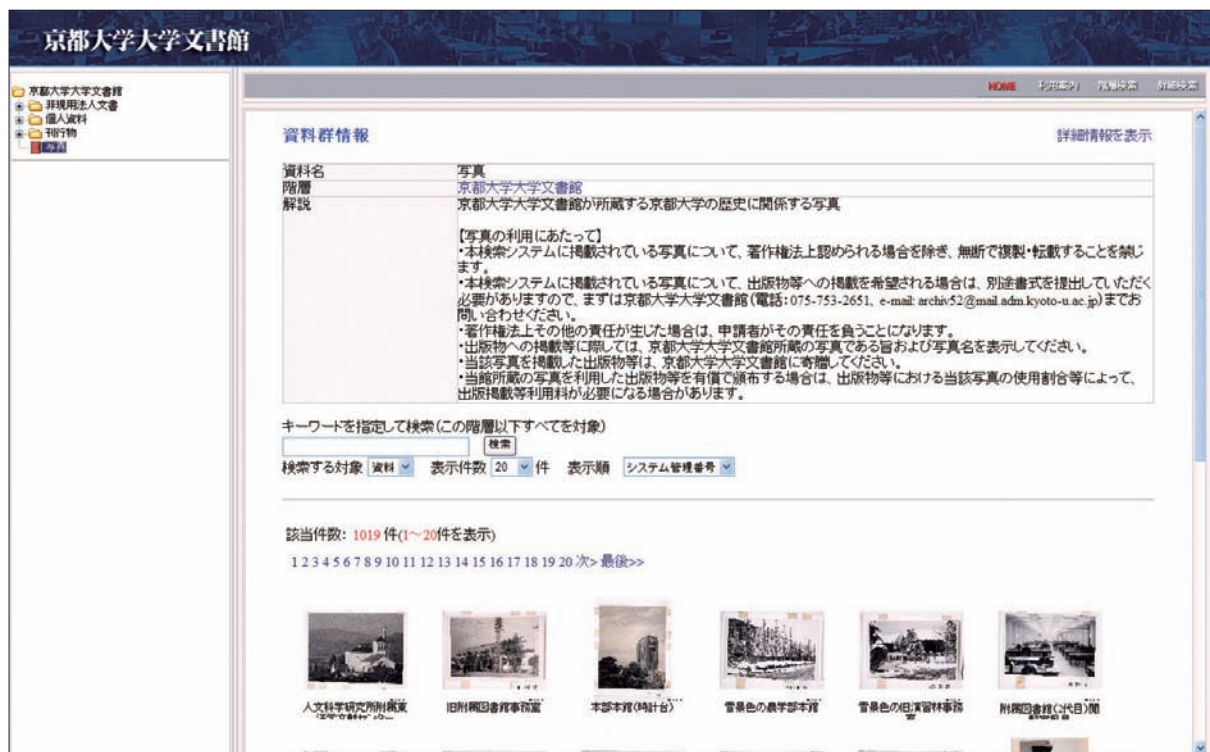 京都大学大学文書館
京都大学大学文書館
非現用法人文書
個人資料
刊行物
写真
HOME 利用案内 階層検索 詳細検索
資料群情報
詳細情報を表示
資料名 写真
階層 京都大学大学文書館
解説 京都大学大学文書館が所蔵する京都大学の歴史に関係する写真
【写真の利用にあたって】
・本検索システムに掲載されている写真について、著作権法上認められる場合を除き、無断で複製・転載することを禁じ
ます。
・本検索システムに掲載されている写真について、出版物等への掲載を希望される場合は、別途書式を提出していただく
必要がありますので、まずは京都大学大学文書館(電話:075-753-2651, e-mail: archiv52@mail.adm.kyoto-u.ac.jp)までお
問い合わせください。
・著作権法上その他の責任が生じた場合は、申請者がその責任を負うことになります。
・出版物への掲載等に際しては、京都大学大学文書館所蔵の写真である旨および写真名を表示してください。
・当該写真を掲載した出版物等は、京都大学大学文書館に寄贈してください。
・当館所蔵の写真を利用した出版物等を有償で頒布する場合は、出版物等における当該写真の使用割合等によって、
出版掲載等利用料が必要になる場合があります。
キーワードを指定して検索(この階層以下すべてを対象)
検索
検索する対象 資料 表示件数 20 件 表示順 システム管理番号
該当件数: 1019 件(1～20件を表示)
1 2 3 4 5 6 7 8 9 10 11 12 13 14 15 16 17 18 19 20 次> 最後>>
人文科学研究所附属東 旧附属図書館事務室 本部本館(時計台) 雪景色の農学部本館 雪景色の旧演習林事務 附属図書館(2代目)閲
洋学文献センター 室